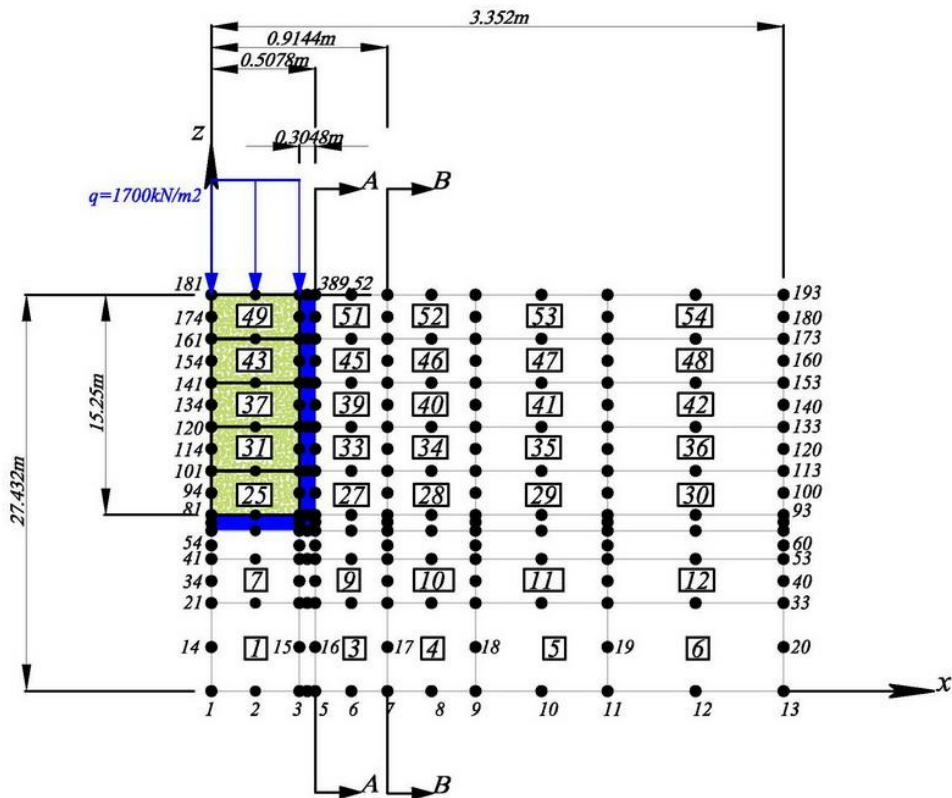 3.352m
0.9144m
0.5078m
z
0.3048m
A B
q=1700kN/m2
181 389.52 193
49 51 52 53 54
174 180
161 173
43 45 46 47 48
154 160
141 153
37 39 40 41 42
134 140
15.25m
120 133
31 33 34 35 36
114 120
101 113
25 27 28 29 30
94 100
81 93
27.432m
54 60
41 53
7 9 10 11 12
34 40
21 33
14 1 15 16 3 17 4 18 5 19 6 20
x
1 2 3 5 6 7 8 9 10 11 12 13
A B